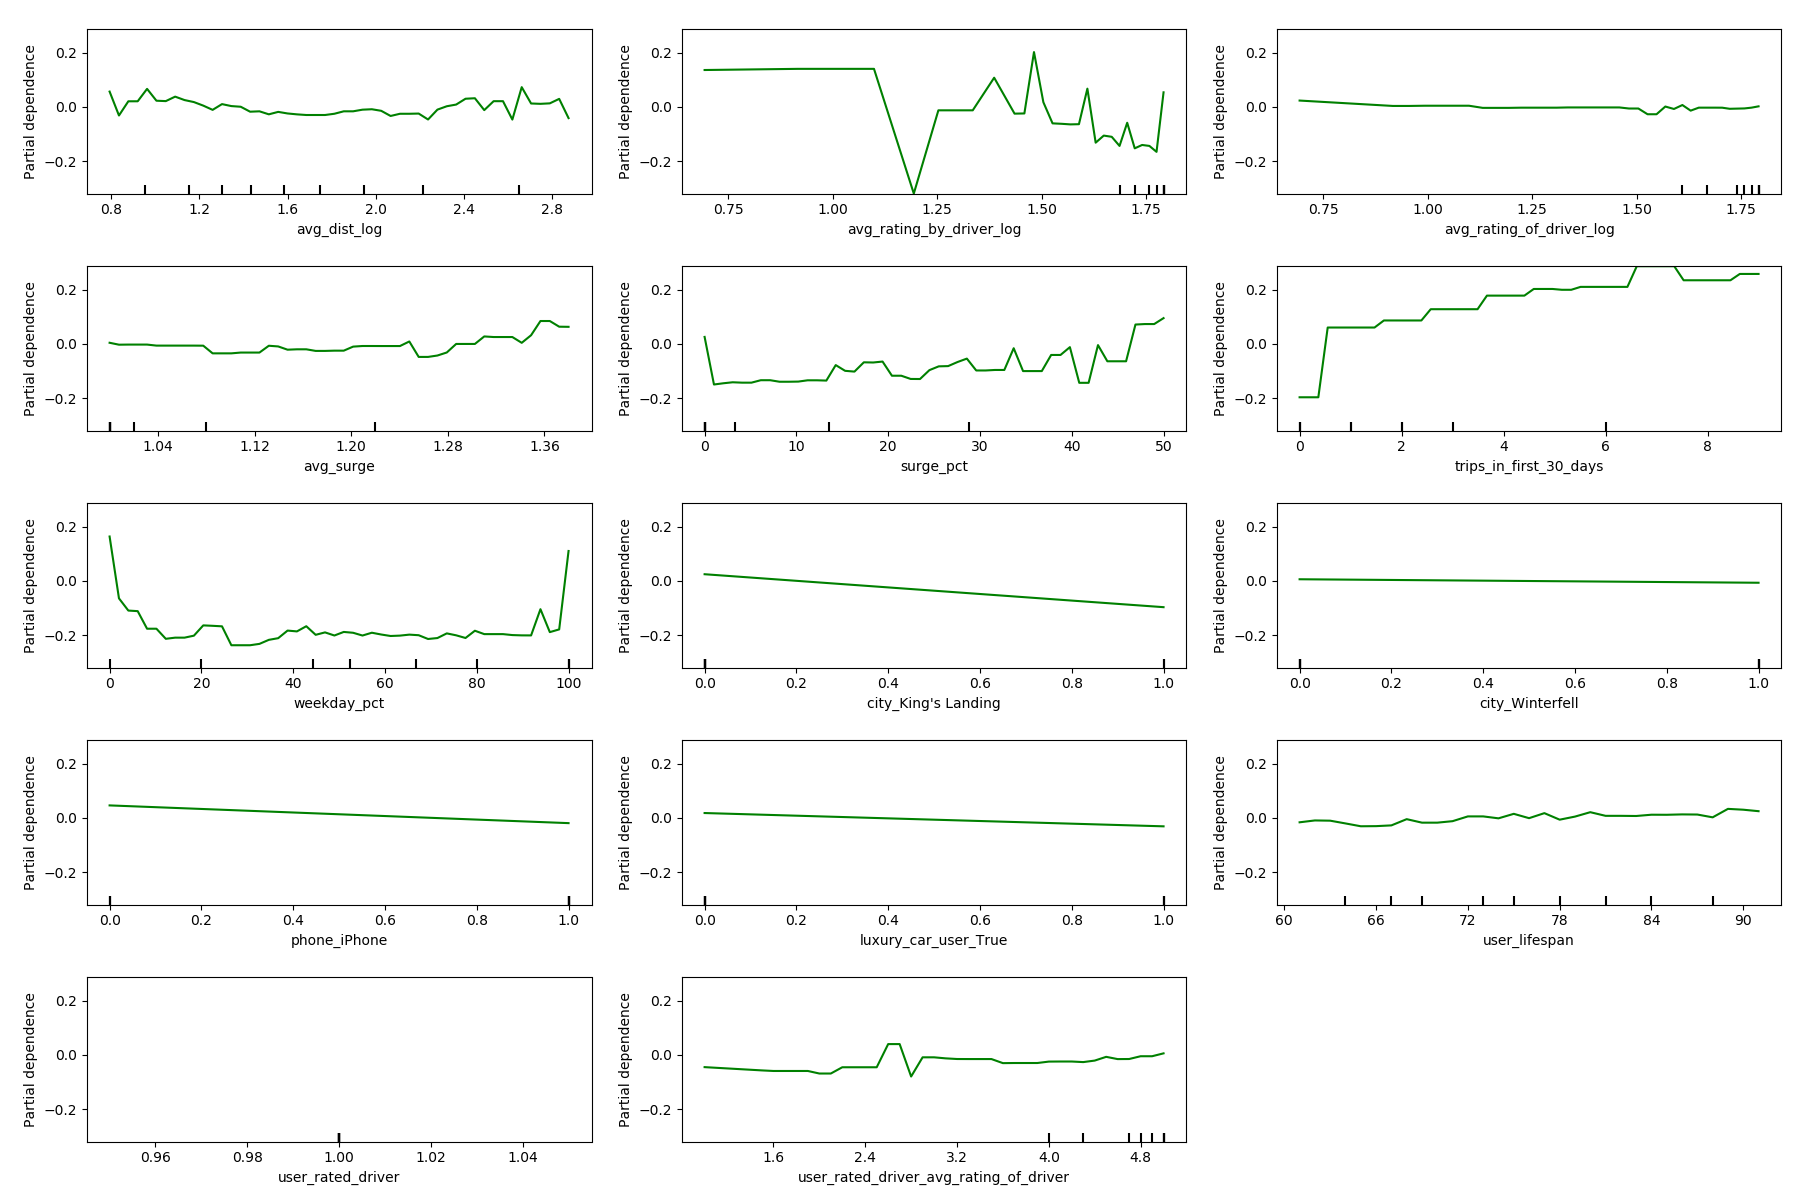 Partial dependence
0.2
0.0
−0.2
0.8 1.2 1.6 2.0 2.4 2.8
avg_dist_log
Partial dependence
0.2
0.0
−0.2
0.75 1.00 1.25 1.50 1.75
avg_rating_by_driver_log
Partial dependence
0.2
0.0
−0.2
0.75 1.00 1.25 1.50 1.75
avg_rating_of_driver_log
Partial dependence
0.2
0.0
−0.2
1.04 1.12 1.20 1.28 1.36
avg_surge
Partial dependence
0.2
0.0
−0.2
0 10 20 30 40 50
surge_pct
Partial dependence
0.2
0.0
−0.2
0 2 4 6 8
trips_in_first_30_days
Partial dependence
0.2
0.0
−0.2
0 20 40 60 80 100
weekday_pct
Partial dependence
0.2
0.0
−0.2
0.0 0.2 0.4 0.6 0.8 1.0
city_King's Landing
Partial dependence
0.2
0.0
−0.2
0.0 0.2 0.4 0.6 0.8 1.0
city_Winterfell
Partial dependence
0.2
0.0
−0.2
0.0 0.2 0.4 0.6 0.8 1.0
phone_iPhone
Partial dependence
0.2
0.0
−0.2
0.0 0.2 0.4 0.6 0.8 1.0
luxury_car_user_True
Partial dependence
0.2
0.0
−0.2
60 66 72 78 84 90
user_lifespan
Partial dependence
0.2
0.0
−0.2
0.96 0.98 1.00 1.02 1.04
user_rated_driver
Partial dependence
0.2
0.0
−0.2
1.6 2.4 3.2 4.0 4.8
user_rated_driver_avg_rating_of_driver